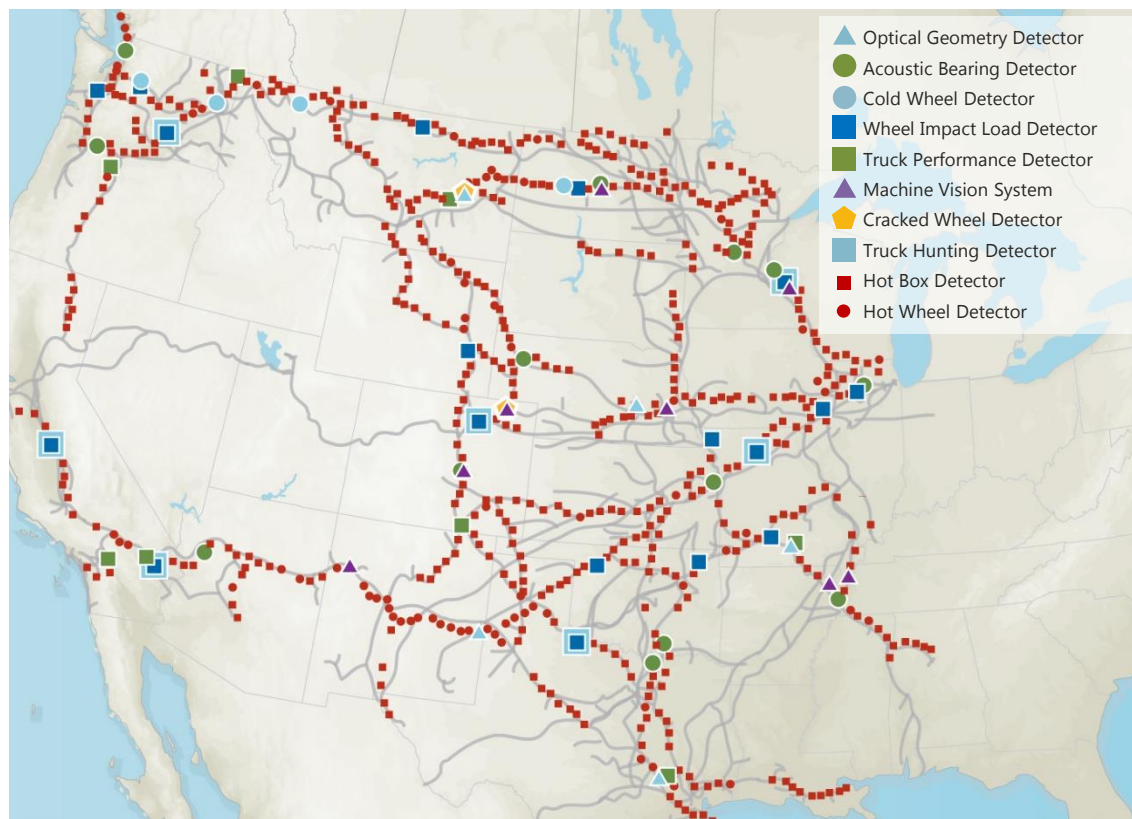 Optical Geometry Detector
Acoustic Bearing Detector
Cold Wheel Detector
Wheel Impact Load Detector
Truck Performance Detector
Machine Vision System
Cracked Wheel Detector
Truck Hunting Detector
Hot Box Detector
Hot Wheel Detector